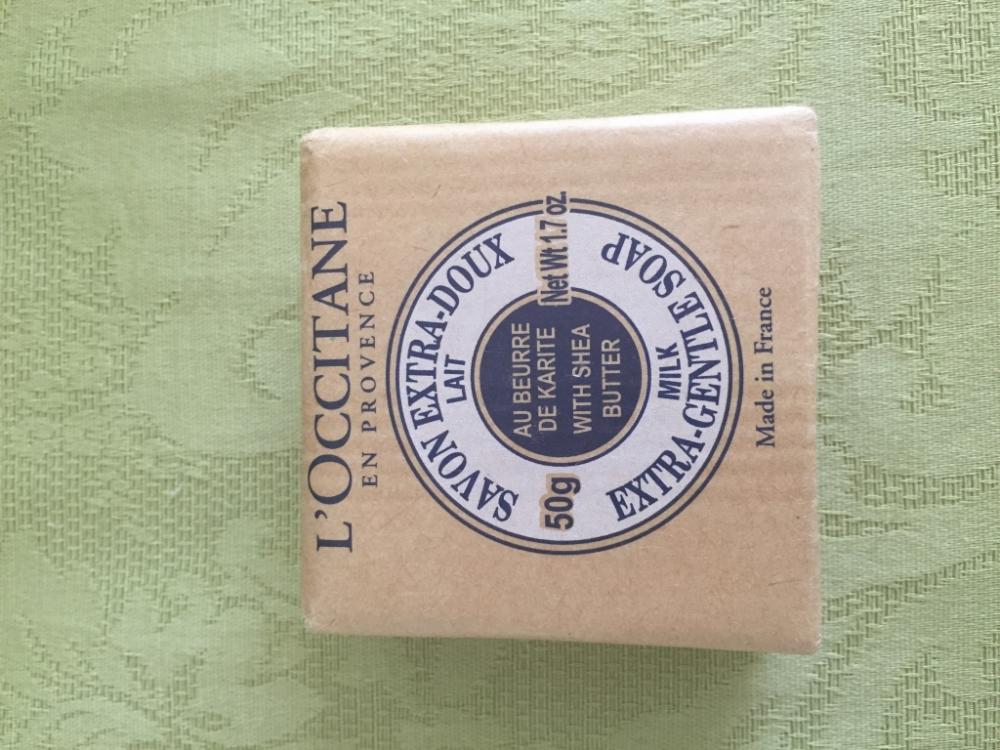 L'OCCITANE
EN PROVENCE
SAVON EXTRA-DOUX
LAIT
AU BEURRE
DE KARITE
WITH SHEA
BUTTER
50g
Net Wt 1.7 oz.
MILK
EXTRA-GENTLE SOAP
Made in France